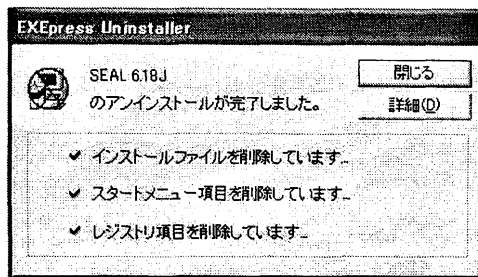 EXEpress Uninstaller
SEAL 6.18J
のアンインストールが完了しました。
閉じる
詳細(D)
インストールファイルを削除しています...
スタートメニュー項目を削除しています...
レジストリ項目を削除しています...